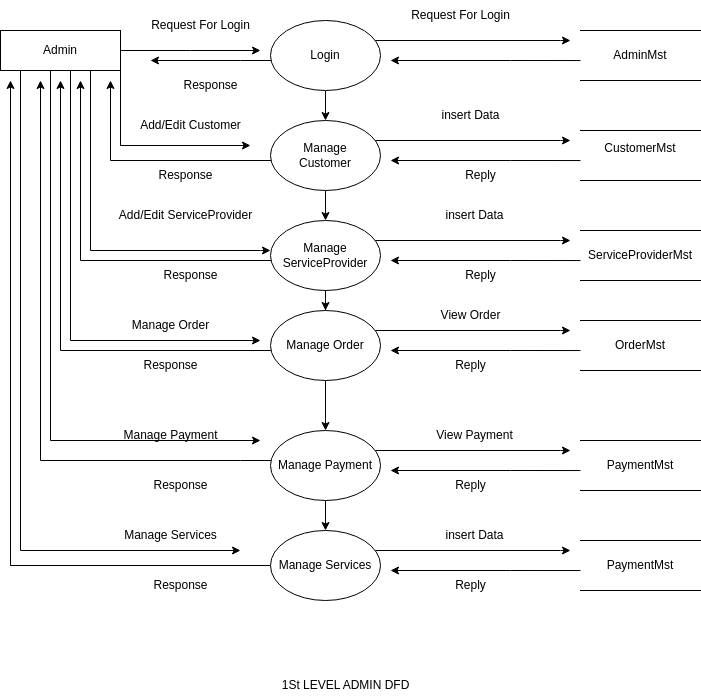 Request For Login
Request For Login
Admin
Login
AdminMst
Response
Add/Edit Customer
insert Data
Manage
Customer
CustomerMst
Response
Reply
Add/Edit ServiceProvider
insert Data
Manage
ServiceProvider
ServiceProviderMst
Response
Reply
Manage Order
View Order
Manage Order
OrderMst
Response
Reply
Manage Payment
View Payment
Manage Payment
PaymentMst
Response
Reply
Manage Services
insert Data
Manage Services
PaymentMst
Response
Reply
1St LEVEL ADMIN DFD